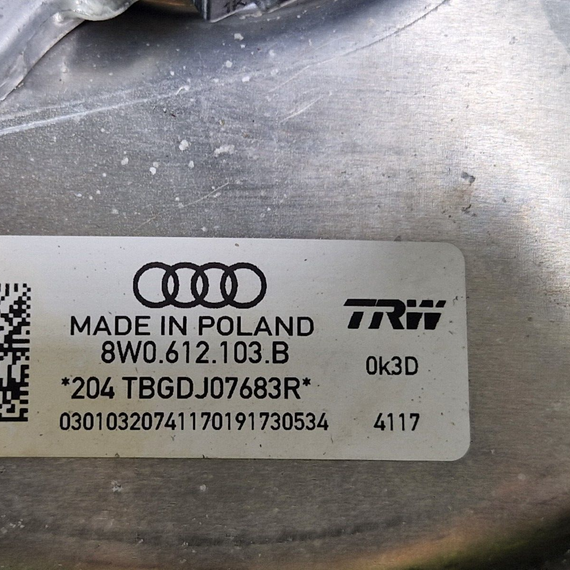 MADE IN POLAND
TRW
8W0.612.103.B
0k3D
*204 TBGDJ07683R*
03010320741170191730534
4117